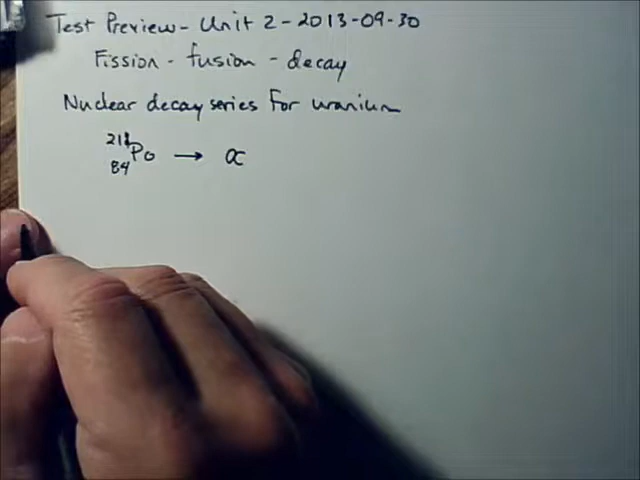 Test Preview - Unit 2 - 2013-09-30
Fission - fusion - decay
Nuclear decay series for uranium
218
84 Po → α